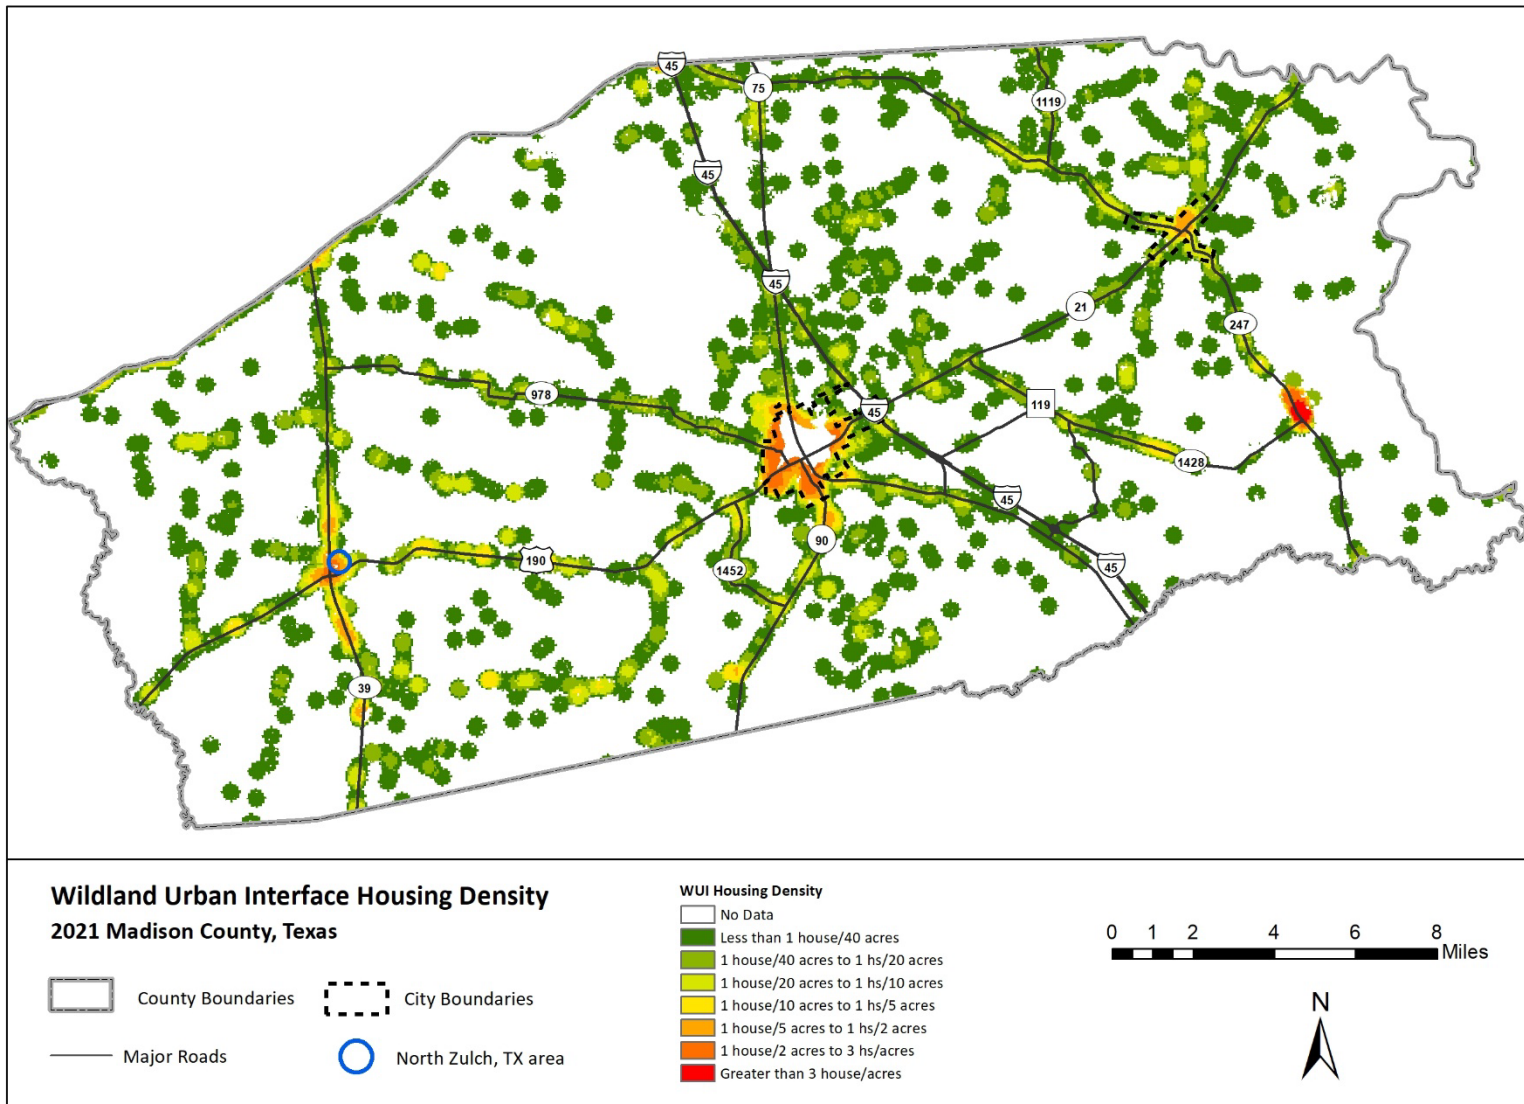 45
75
1119
45
45
21
247
978
119
45
1428
45
90
190
1452
45
39
Wildland Urban Interface Housing Density
2021 Madison County, Texas
County Boundaries
City Boundaries
Major Roads
North Zulch, TX area
WUI Housing Density
No Data
Less than 1 house/40 acres
1 house/40 acres to 1 hs/20 acres
1 house/20 acres to 1 hs/10 acres
1 house/10 acres to 1 hs/5 acres
1 house/5 acres to 1 hs/2 acres
1 house/2 acres to 3 hs/acres
Greater than 3 house/acres
0 1 2 4 6 8
Miles
N